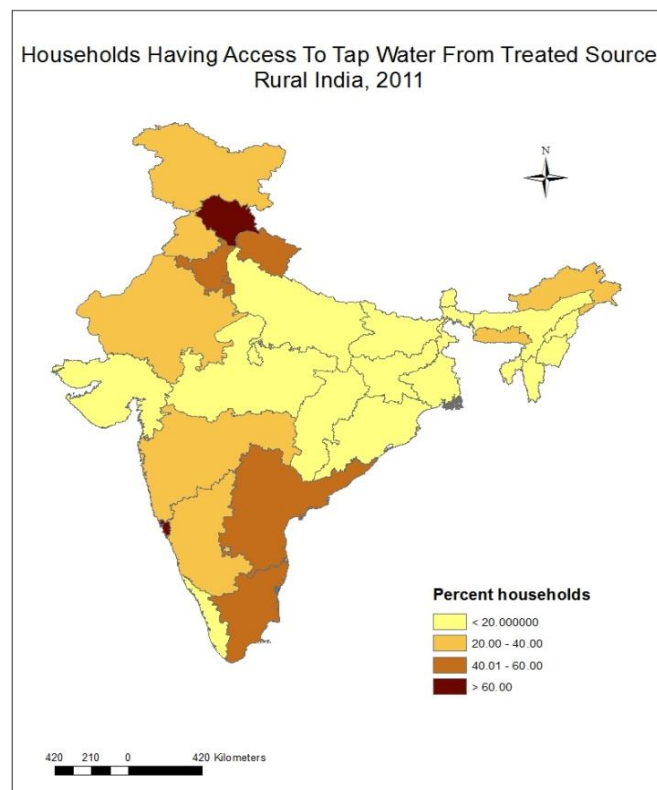 Households Having Access To Tap Water From Treated Source
Rural India, 2011
N
Percent households
< 20.000000
20.00 - 40.00
40.01 - 60.00
> 60.00
420 210 0 420 Kilometers